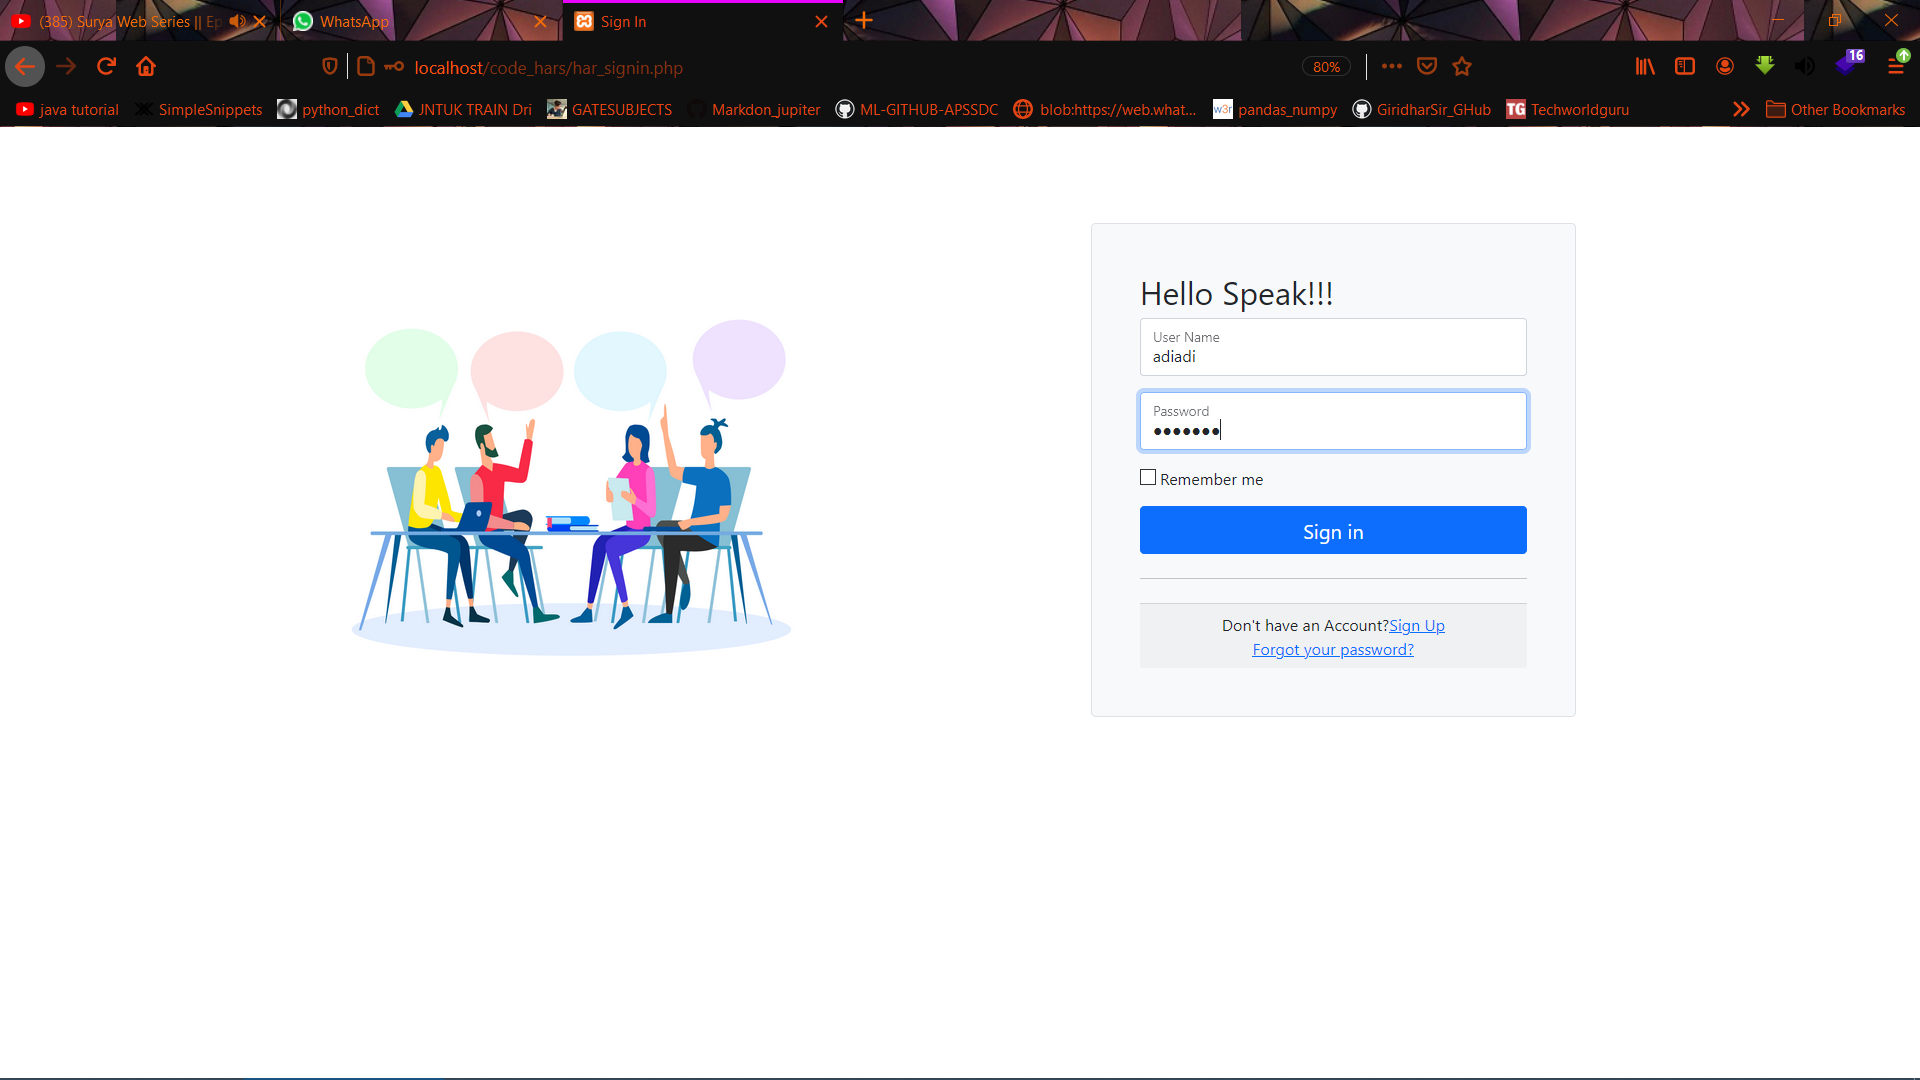 (385) Surya Web Series || Ep
WhatsApp
Sign In
localhost/code_hars/har_signin.php
80%
16
java tutorial
SimpleSnippets
python_dict
JNTUK TRAIN Dri
GATESUBJECTS
Markdon_jupiter
ML-GITHUB-APSSDC
blob:https://web.what...
w3r
pandas_numpy
GiridharSir_GHub
TG
Techworldguru
Other Bookmarks
Hello Speak!!!
User Name
adiadi
Password
Remember me
Sign in
Don't have an Account?Sign Up
Forgot your password?